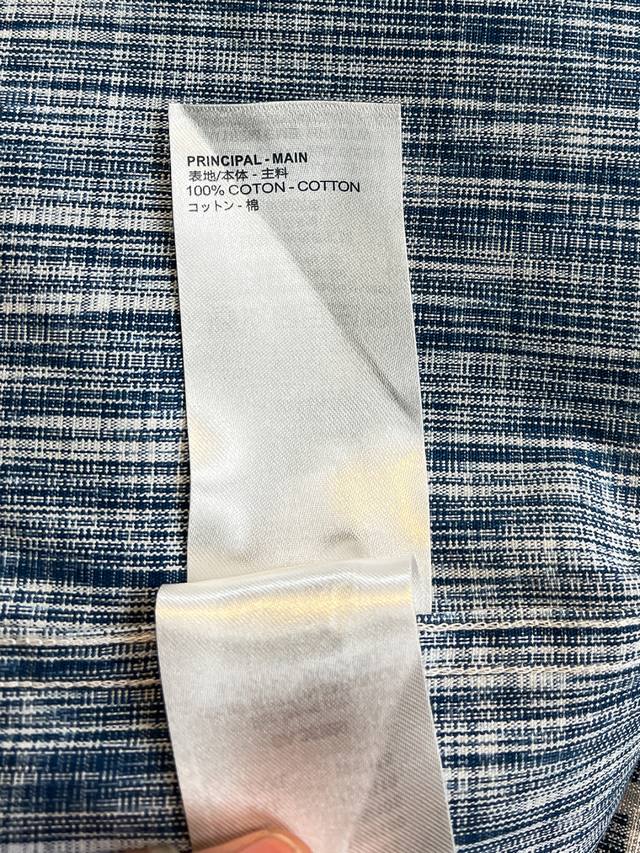 PRINCIPAL - MAIN
表地/本体 - 主料
100% COTON - COTTON
コットン - 棉